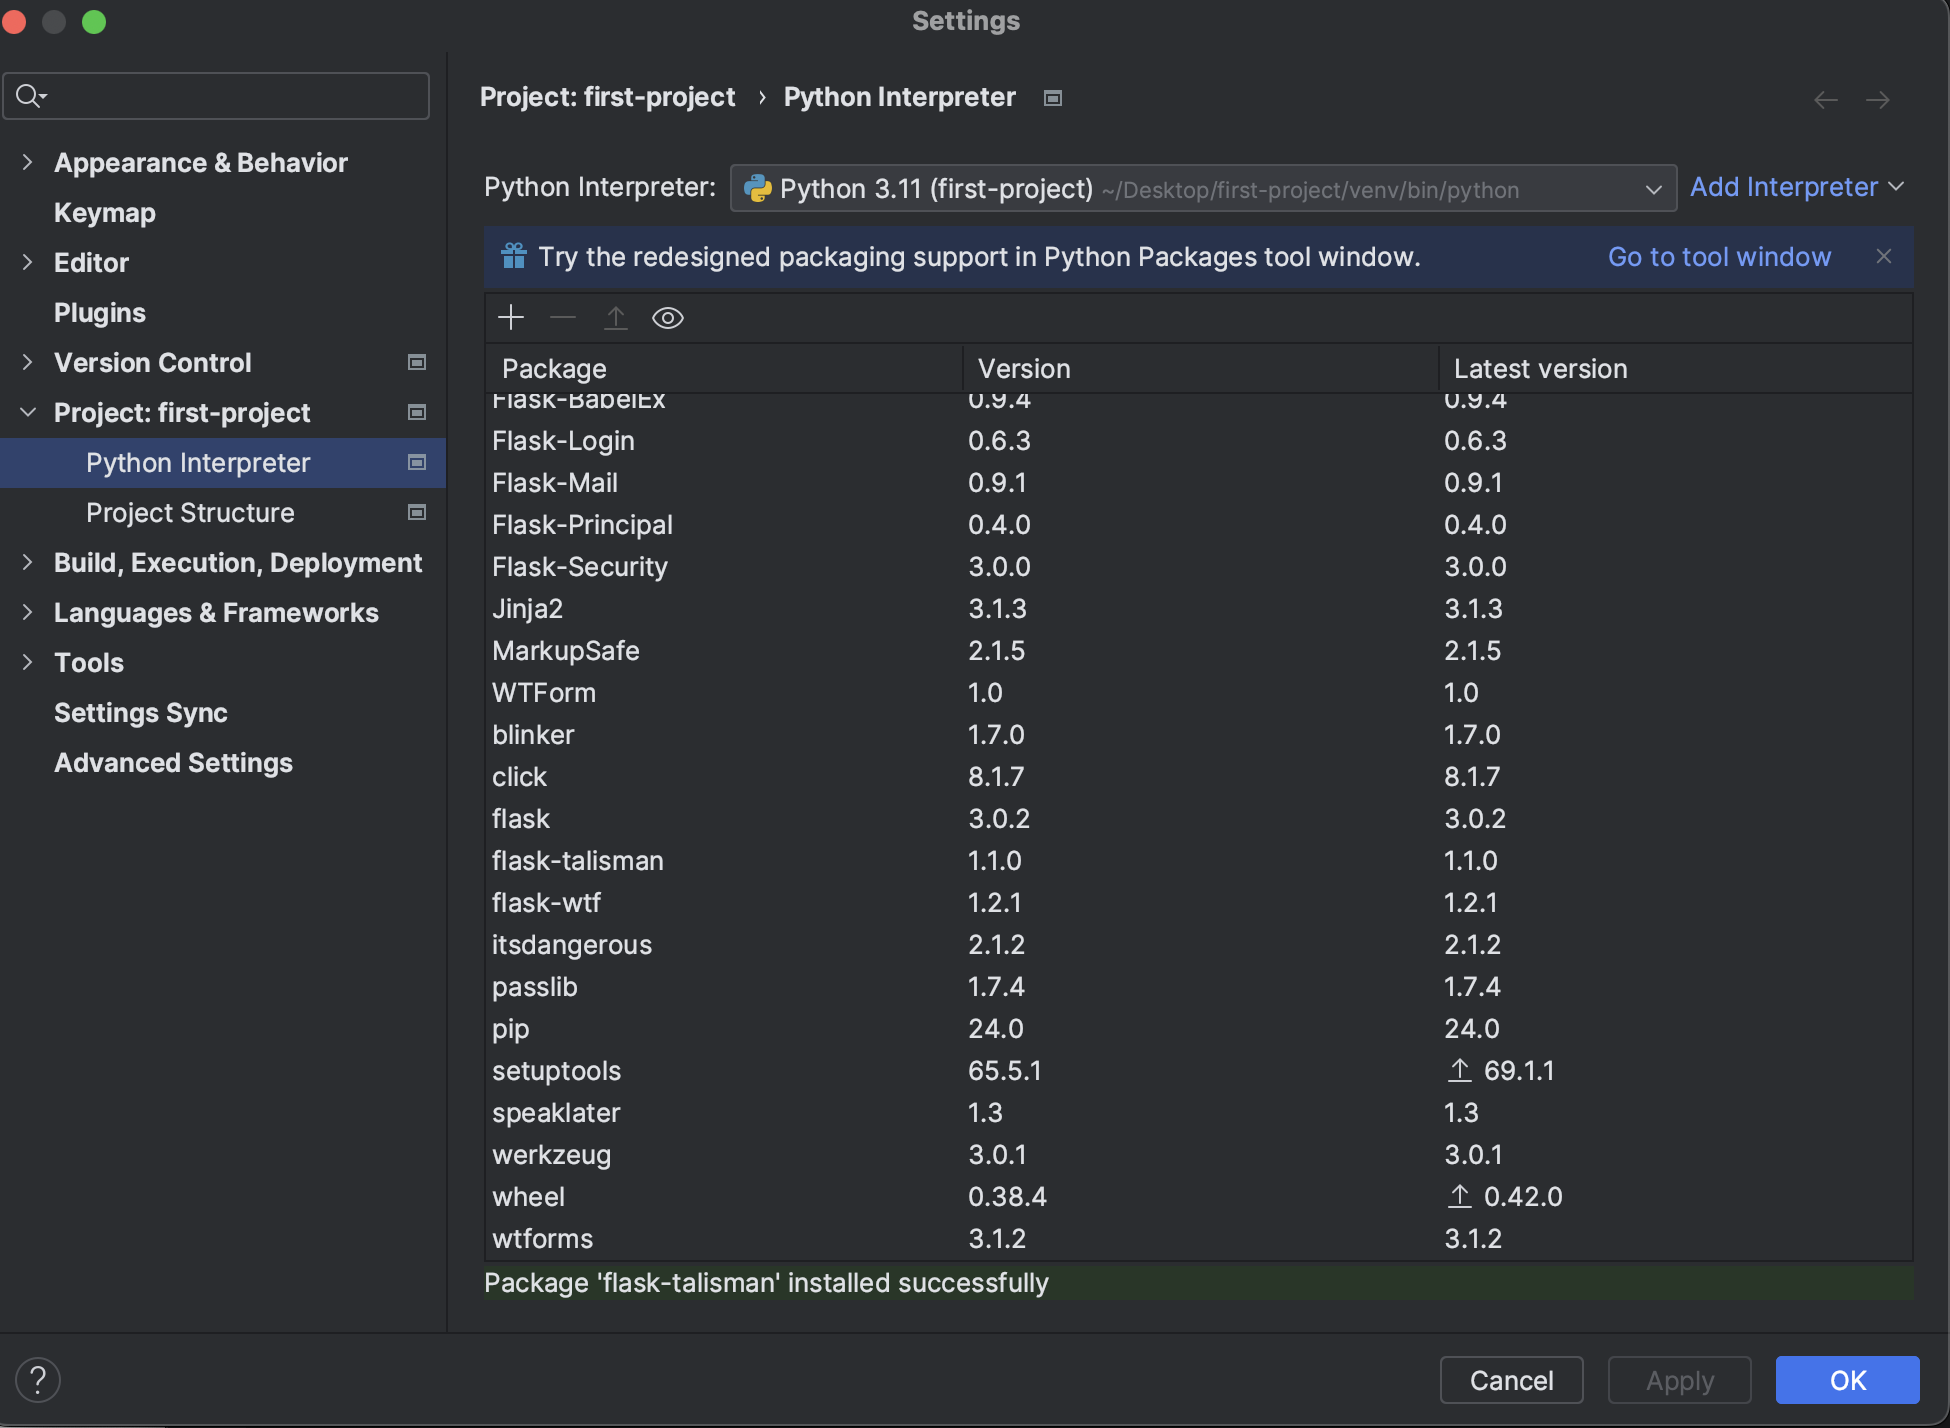 Settings
Appearance & Behavior
Keymap
Editor
Plugins
Version Control
Project: first-project
Python Interpreter
Project Structure
Build, Execution, Deployment
Languages & Frameworks
Tools
Settings Sync
Advanced Settings
Project: first-project › Python Interpreter
Python Interpreter: Python 3.11 (first-project) ~/Desktop/first-project/venv/bin/python Add Interpreter
Try the redesigned packaging support in Python Packages tool window. Go to tool window
Package Version Latest version
Flask-BabelEx 0.9.4 0.9.4
Flask-Login 0.6.3 0.6.3
Flask-Mail 0.9.1 0.9.1
Flask-Principal 0.4.0 0.4.0
Flask-Security 3.0.0 3.0.0
Jinja2 3.1.3 3.1.3
MarkupSafe 2.1.5 2.1.5
WTForm 1.0 1.0
blinker 1.7.0 1.7.0
click 8.1.7 8.1.7
flask 3.0.2 3.0.2
flask-talisman 1.1.0 1.1.0
flask-wtf 1.2.1 1.2.1
itsdangerous 2.1.2 2.1.2
passlib 1.7.4 1.7.4
pip 24.0 24.0
setuptools 65.5.1 69.1.1
speaklater 1.3 1.3
werkzeug 3.0.1 3.0.1
wheel 0.38.4 0.42.0
wtforms 3.1.2 3.1.2
Package 'flask-talisman' installed successfully
? Cancel Apply OK